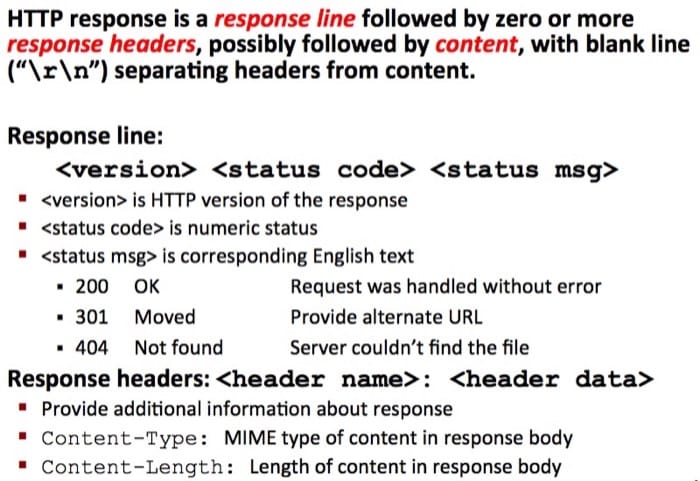 HTTP response is a response line followed by zero or more
response headers, possibly followed by content, with blank line
(“\r\n”) separating headers from content.
Response line:
<version> <status code> <status msg>
▪ <version> is HTTP version of the response
▪ <status code> is numeric status
▪ <status msg> is corresponding English text
▪ 200 OK Request was handled without error
▪ 301 Moved Provide alternate URL
▪ 404 Not found Server couldn’t find the file
Response headers: <header name>: <header data>
▪ Provide additional information about response
▪ Content-Type: MIME type of content in response body
▪ Content-Length: Length of content in response body